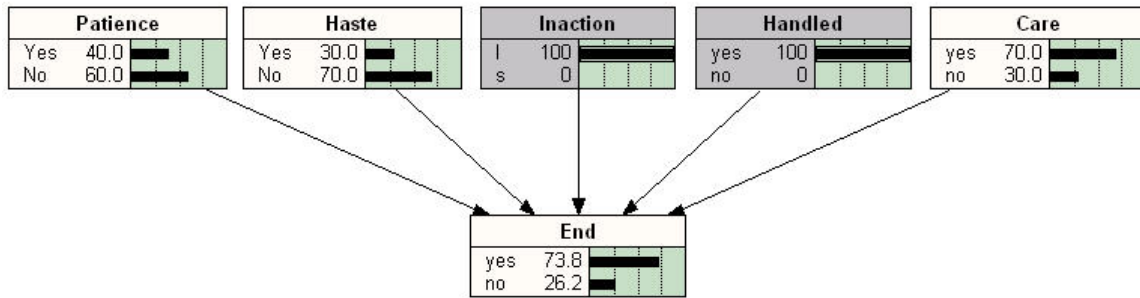 Patience
Yes 40.0
No 60.0
Haste
Yes 30.0
No 70.0
Inaction
l 100
s 0
Handled
yes 100
no 0
Care
yes 70.0
no 30.0
End
yes 73.8
no 26.2